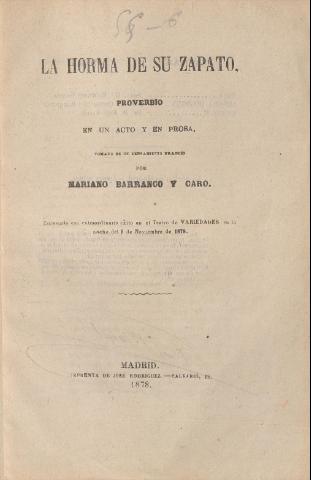 LA HORMA DE SU ZAPATO,
PROVERBIO
EN UN ACTO Y EN PROSA,
TOMADO DE UN PENSAMIENTO FRANCÉS
POR
MARIANO BARRANCO Y CARO.
Estrenado con extraordinario éxito en el Teatro de VARIEDADES en la
noche del de Noviembre de 1878.
MADRID.
IMPRENTA DE JOSÉ RODRIGUEZ.—CALVARIO,
1878.